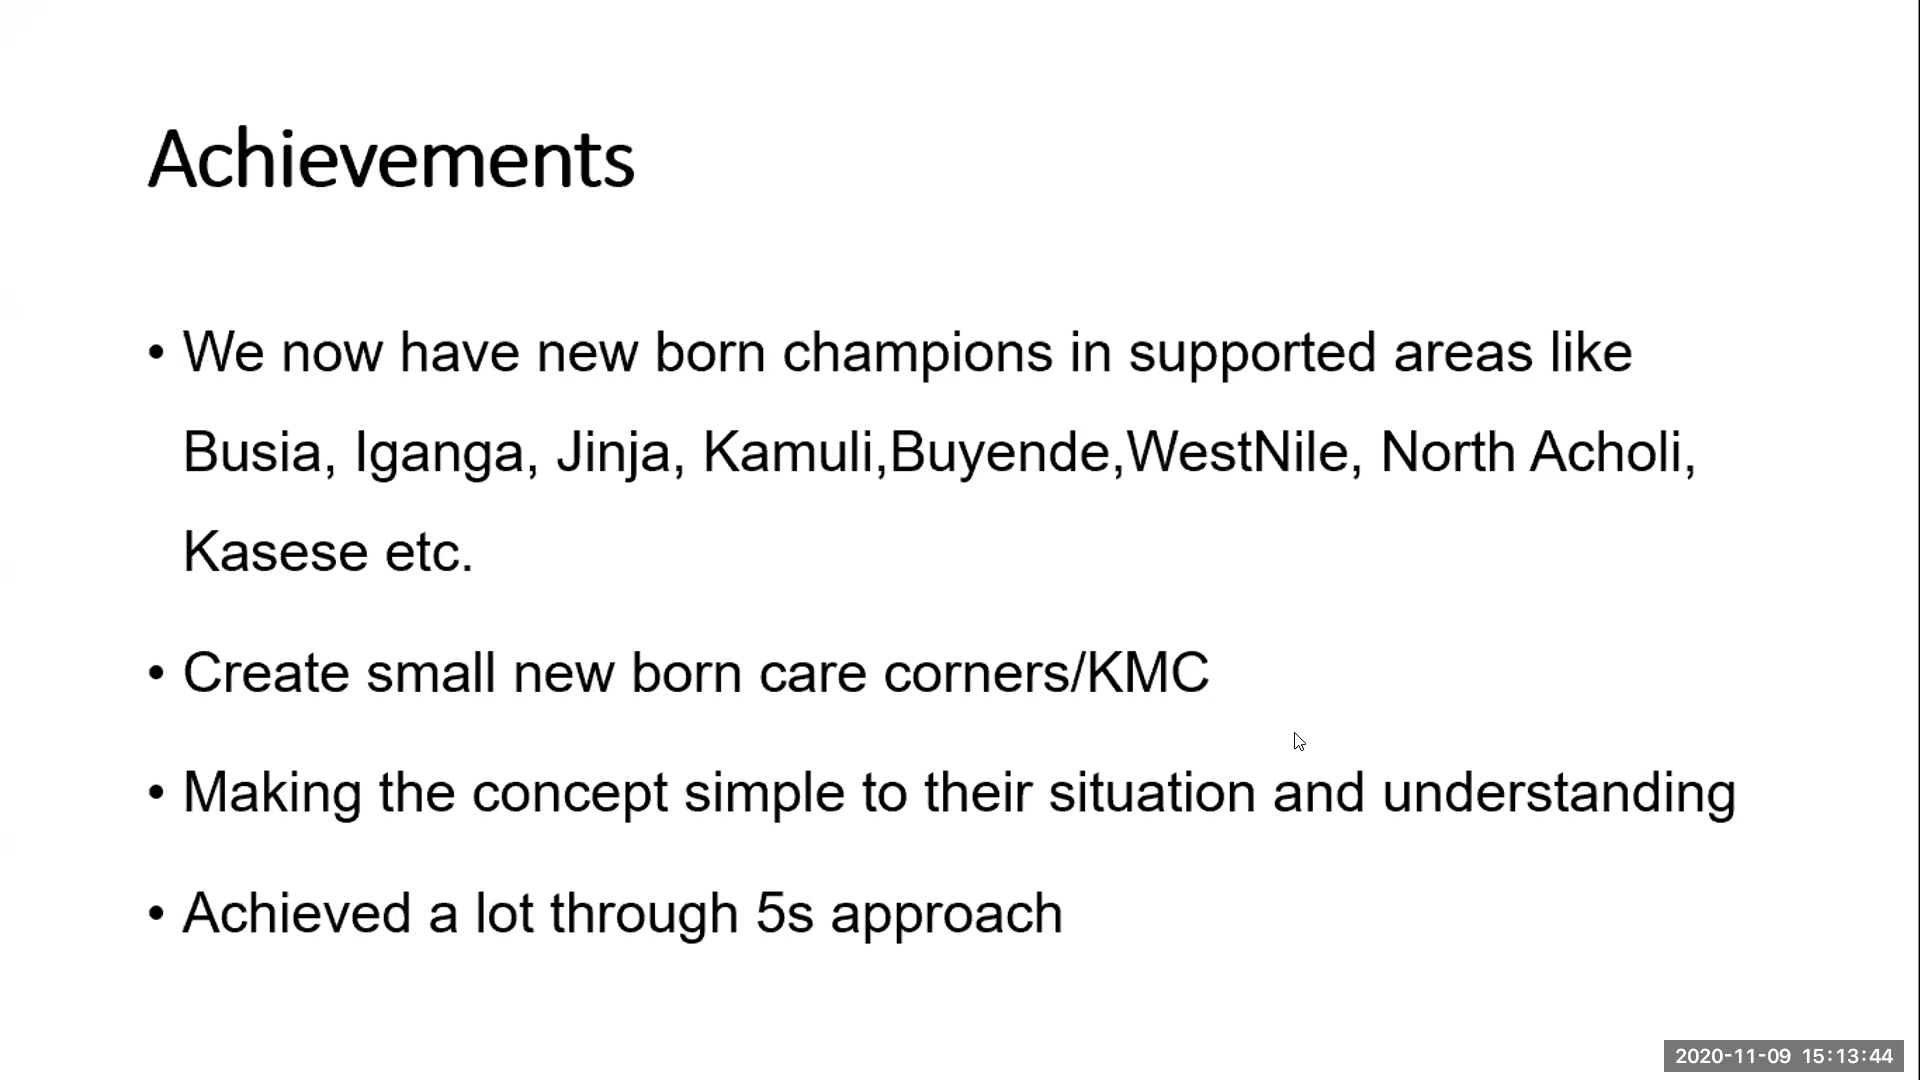 Achievements
• We now have new born champions in supported areas like
Busia, Iganga, Jinja, Kamuli,Buyende,WestNile, North Acholi,
Kasese etc.
• Create small new born care corners/KMC
• Making the concept simple to their situation and understanding
• Achieved a lot through 5s approach
2020-11-09 15:13:44